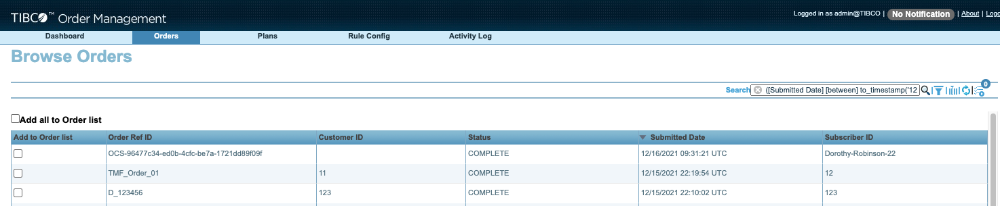 TIBCO™ Order Management
Logged in as admin@TIBCO | No Notification | About | Logg
Dashboard Orders Plans Rule Config Activity Log
Browse Orders
0
Search ([Submitted Date] [between] to_timestamp('12
Add all to Order list
Add to Order list Order Ref ID Customer ID Status Submitted Date Subscriber ID
OCS-96477c34-ed0b-4cfc-be7a-1721dd89f09f COMPLETE 12/16/2021 09:31:21 UTC Dorothy-Robinson-22
TMF_Order_01 11 COMPLETE 12/15/2021 22:19:54 UTC 12
D_123456 123 COMPLETE 12/15/2021 22:10:02 UTC 123